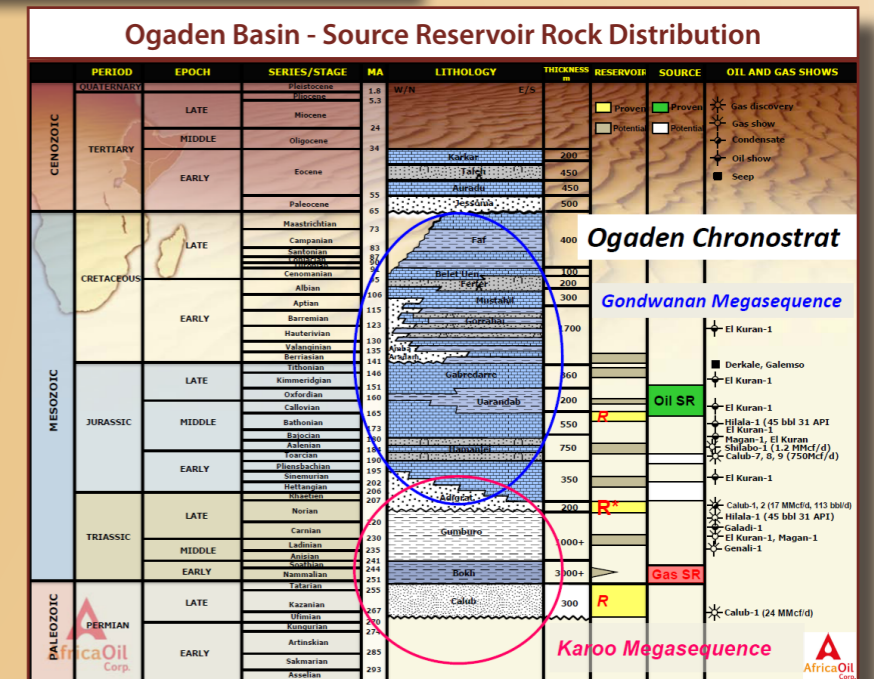 Ogaden Basin - Source Reservoir Rock Distribution
PERIOD EPOCH SERIES/STAGE MA LITHOLOGY THICKNESS m RESERVOIR SOURCE OIL AND GAS SHOWS
W/N E/S
CENOZOIC
MESOZOIC
PALEOZOIC
QUATERNARY
TERTIARY
CRETACEOUS
JURASSIC
TRIASSIC
PERMIAN
LATE
MIDDLE
EARLY
LATE
EARLY
LATE
MIDDLE
EARLY
LATE
MIDDLE
EARLY
LATE
EARLY
Pleistocene
Pliocene
Miocene
Oligocene
Eocene
Paleocene
Maastrichtian
Campanian
Santonian
Cenomanian
Albian
Aptian
Barremian
Hauterivian
Valanginian
Berriasian
Tithonian
Kimmeridgian
Oxfordian
Callovian
Bathonian
Bajocian
Aalenian
Toarcian
Pliensbachian
Sinemurian
Hettangian
Rhaetien
Norian
Carnian
Ladinian
Anisian
Nammalian
Tatarian
Kazanian
Ufimian
Kungurian
Artinskian
Sakmarian
Asselian
1.8
5.3
24
34
55
65
73
83
87
95
106
115
123
130
135
141
146
151
160
165
173
180
184
190
195
202
206
207
220
230
235
241
244
251
255
267
270
274
285
293
Karkar
Taleh
Auradu
Jessoma
Faf
Belet Uen
Ferfer
Mustahil
Gorrahei
Gabredarre
Uarandab
Hamanlei
Adigrat
Gumburo
Bokh
Calub
200
450
450
500
400
100
200
300
1700
360
200
550
750
350
200
1000+
3000+
300
Proven
Potential
Proven
Potential
Gas discovery
Gas show
Condensate
Oil show
Seep
Ogaden Chronostrat
Gondwanan Megasequence
El Kuran-1
Derkale, Galemso
El Kuran-1
Oil SR
El Kuran-1
R
Hilala-1 (45 bbl 31 API
El Kuran-1
Magan-1, El Kuran
Shilabo-1 (1.2 MMcf/d)
Calub-7, 8, 9 (750Mcf/d)
El Kuran-1
R*
Calub-1, 2 (17 MMcf/d, 113 bbl/d)
Hilala-1 (45 bbl 31 API)
Galadi-1
El Kuran-1, Magan-1
Genali-1
Gas SR
R
Calub-1 (24 MMcf/d)
Karoo Megasequence
AfricaOil
Corp.
AfricaOil
Corp.